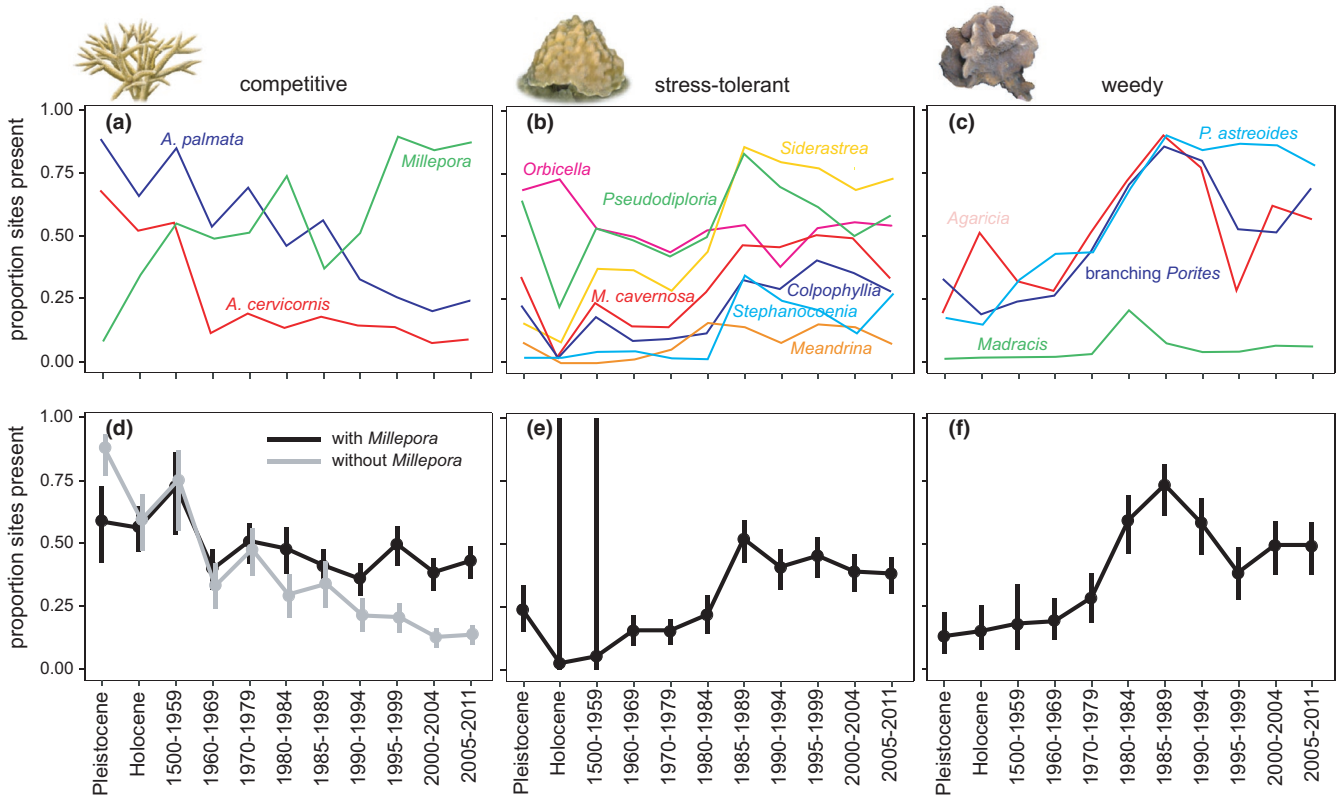 competitive
stress-tolerant
weedy
proportion sites present
1.00
0.75
0.50
0.25
0.00
(a)
A. palmata
Millepora
A. cervicornis
(b)
Orbicella
Siderastrea
Pseudodiploria
M. cavernosa
Colpophyllia
Stephanocoenia
Meandrina
(c)
P. astreoides
Agaricia
branching Porites
Madracis
proportion sites present
1.00
0.75
0.50
0.25
0.00
(d)
with Millepora
without Millepora
(e)
(f)
Pleistocene
Holocene
1500-1959
1960-1969
1970-1979
1980-1984
1985-1989
1990-1994
1995-1999
2000-2004
2005-2011
Pleistocene
Holocene
1500-1959
1960-1969
1970-1979
1980-1984
1985-1989
1990-1994
1995-1999
2000-2004
2005-2011
Pleistocene
Holocene
1500-1959
1960-1969
1970-1979
1980-1984
1985-1989
1990-1994
1995-1999
2000-2004
2005-2011